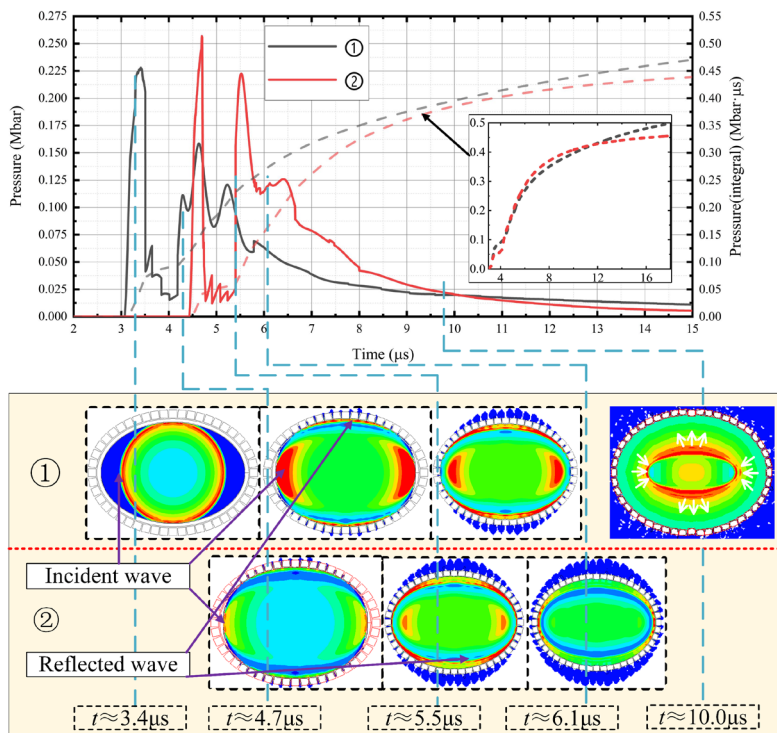 0.275
0.250
0.225
0.200
0.175
0.150
0.125
0.100
0.075
0.050
0.025
0.000
Pressure (Mbar)
①
②
0.55
0.50
0.45
0.40
0.35
0.30
0.25
0.20
0.15
0.10
0.05
0.00
Pressure(integral) (Mbar·μs)
0.5
0.4
0.3
0.2
0.1
0.0
4 8 12 16
2 3 4 5 6 7 8 9 10 11 12 13 14 15
Time (μs)
①
Incident wave
②
Reflected wave
t≈3.4μs
t≈4.7μs
t≈5.5μs
t≈6.1μs
t≈10.0μs